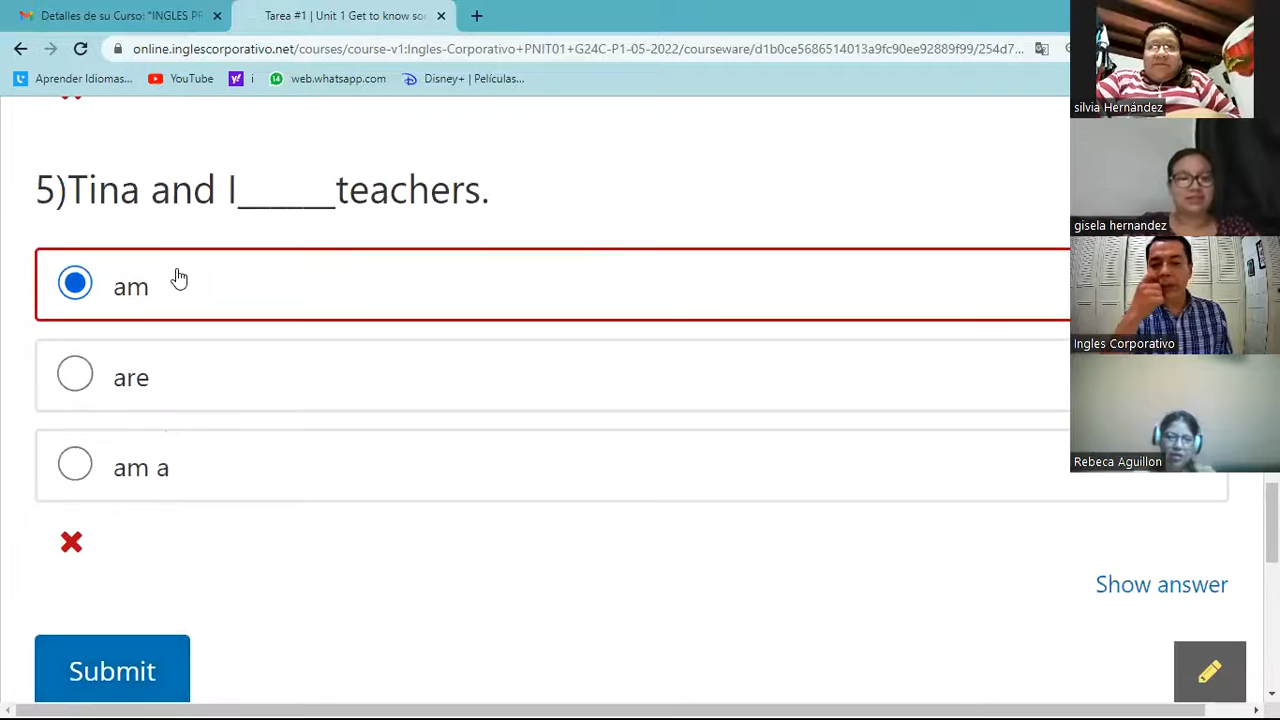 Detalles de su Curso: "INGLES PR
Tarea #1 | Unit 1 Get to know so
online.inglescorporativo.net/courses/course-v1:Ingles-Corporativo+PNIT01+G24C-P1-05-2022/courseware/d1b0ce5686514013a9fc90ee92889f99/254d7...
Aprender Idiomas...
YouTube
i
web.whatsapp.com
Disney+ | Películas,...
silvia Hernández
gisela hernandez
Ingles Corporativo
Rebeca Aguillon
5)Tina and I______teachers.
am
are
am a
Show answer
Submit